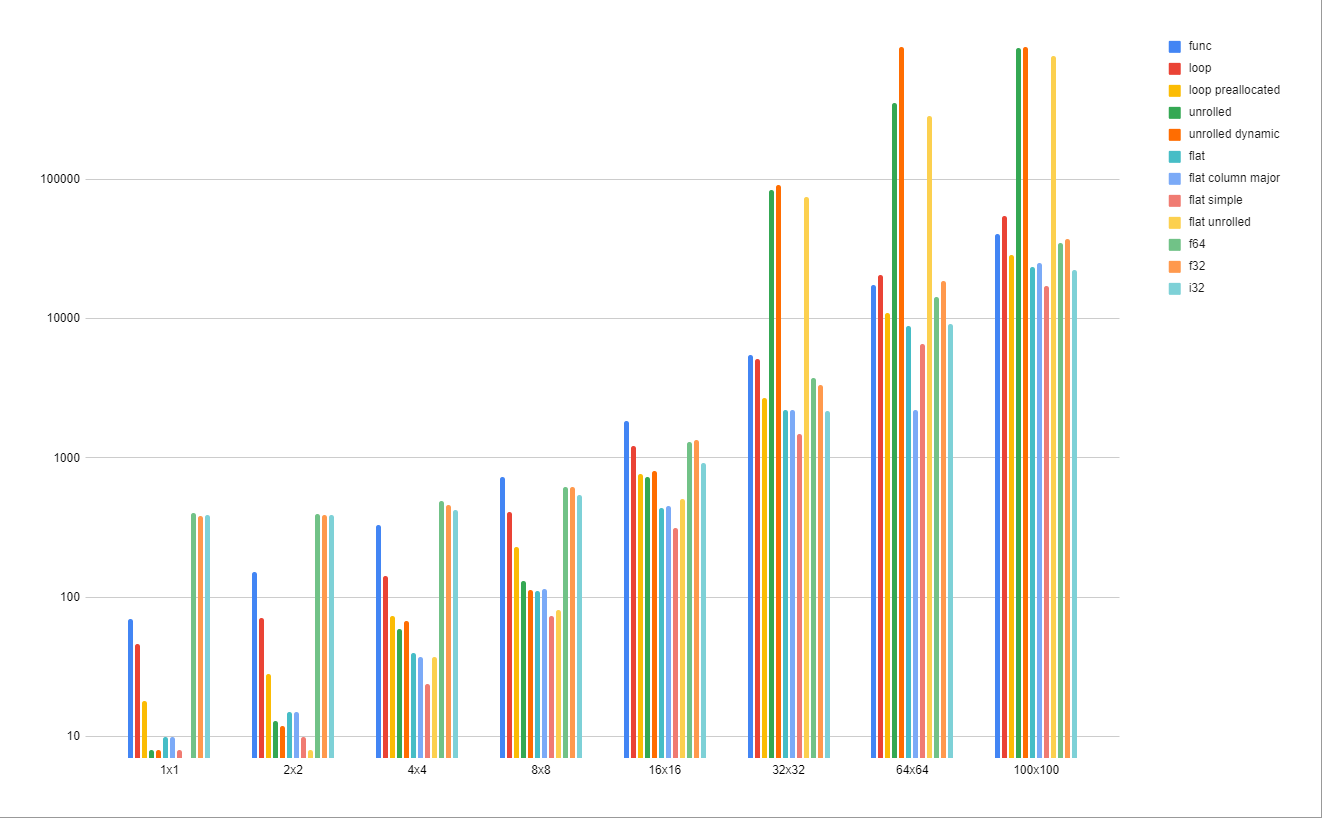 func
loop
loop preallocated
unrolled
unrolled dynamic
flat
flat column major
flat simple
flat unrolled
f64
f32
i32
100000
10000
1000
100
10
1x1 2x2 4x4 8x8 16x16 32x32 64x64 100x100